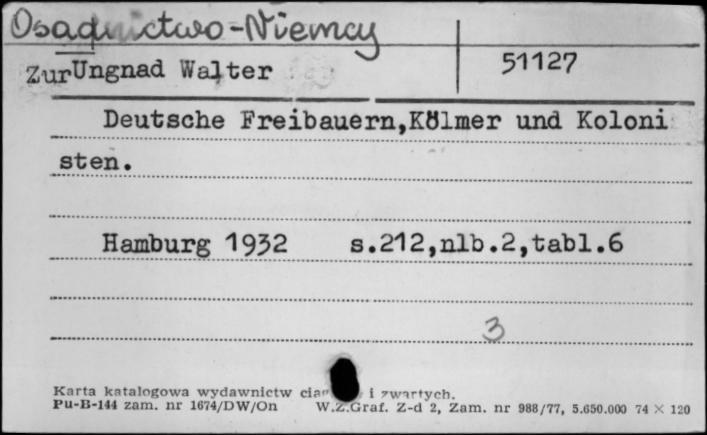 Osadnictwo-Niemcy
Zur Ungnad Walter
51127
Deutsche Freibauern,Kölmer und Koloni
sten.
Hamburg 1932 s.212,nlb.2,tabl.6
3
Karta katalogowa wydawnictw i zwartych.
Pu-B-144 zam. nr 1674/DW/On W.Z.Graf. Z-d 2, Zam. nr 988/77, 5.650.000 74 × 120